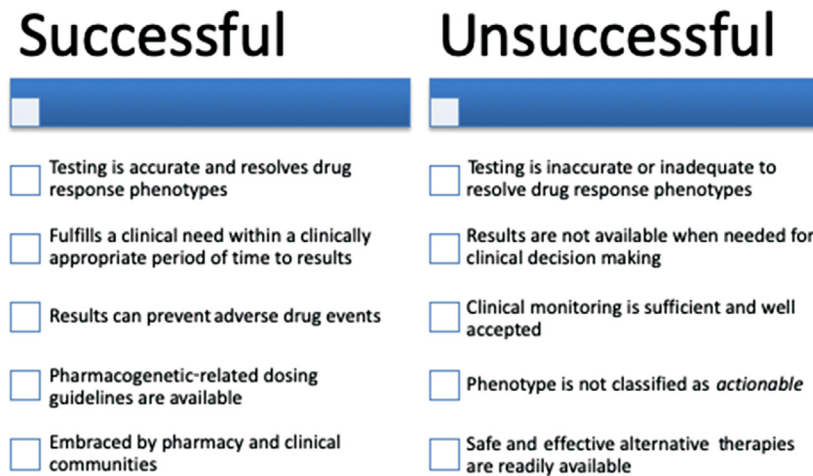 Successful
Testing is accurate and resolves drug
response phenotypes
Fulfills a clinical need within a clinically
appropriate period of time to results
Results can prevent adverse drug events
Pharmacogenetic-related dosing
guidelines are available
Embraced by pharmacy and clinical
communities
Unsuccessful
Testing is inaccurate or inadequate to
resolve drug response phenotypes
Results are not available when needed for
clinical decision making
Clinical monitoring is sufficient and well
accepted
Phenotype is not classified as actionable
Safe and effective alternative therapies
are readily available